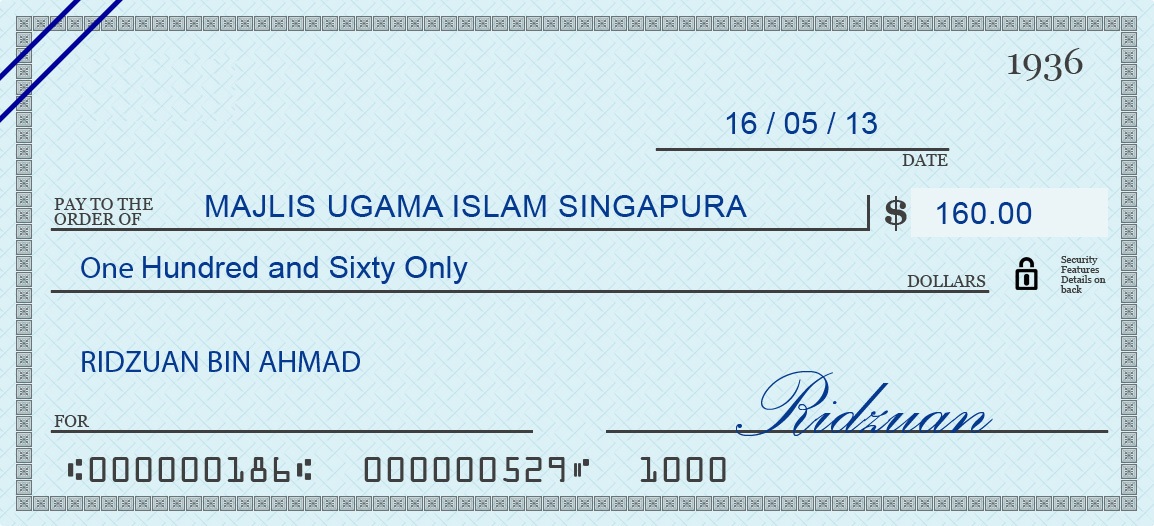 1936
16 / 05 / 13
DATE
PAY TO THE
ORDER OF
MAJLIS UGAMA ISLAM SINGAPURA
$ 160.00
One Hundred and Sixty Only
DOLLARS
Security
Features
Details on
back
RIDZUAN BIN AHMAD
FOR
Ridzuan
⑆000000186⑆ 000000529⑈ 1000